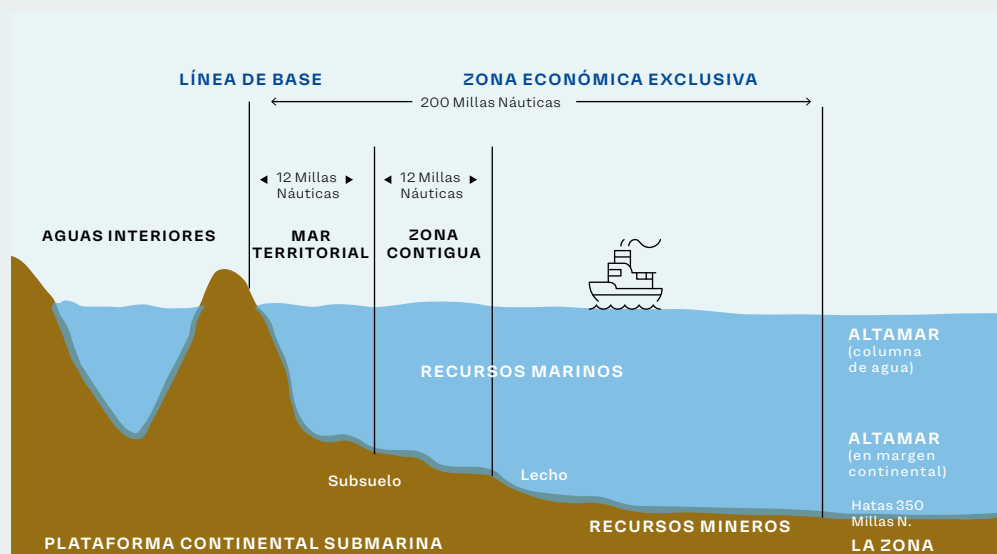 LÍNEA DE BASE
ZONA ECONÓMICA EXCLUSIVA
200 Millas Náuticas
12 Millas
Náuticas
12 Millas
Náuticas
AGUAS INTERIORES
MAR
TERRITORIAL
ZONA
CONTIGUA
ALTAMAR
(columna
de agua)
RECURSOS MARINOS
ALTAMAR
(en margen
continental)
Subsuelo
Lecho
Hatas 350
Millas N.
RECURSOS MINEROS
PLATAFORMA CONTINENTAL SUBMARINA
LA ZONA